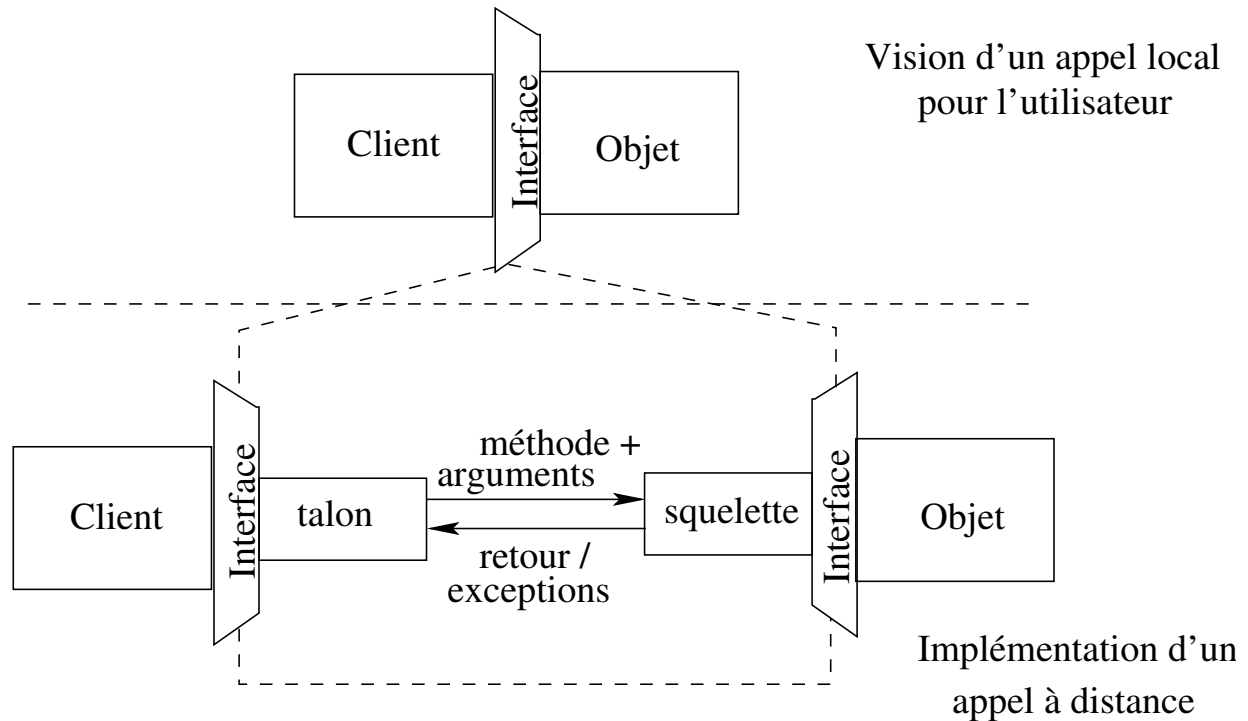 Vision d'un appel local
pour l'utilisateur
Client
Interface
Objet
Client
Interface
talon
méthode +
arguments
retour /
exceptions
squelette
Interface
Objet
Implémentation d'un
appel à distance